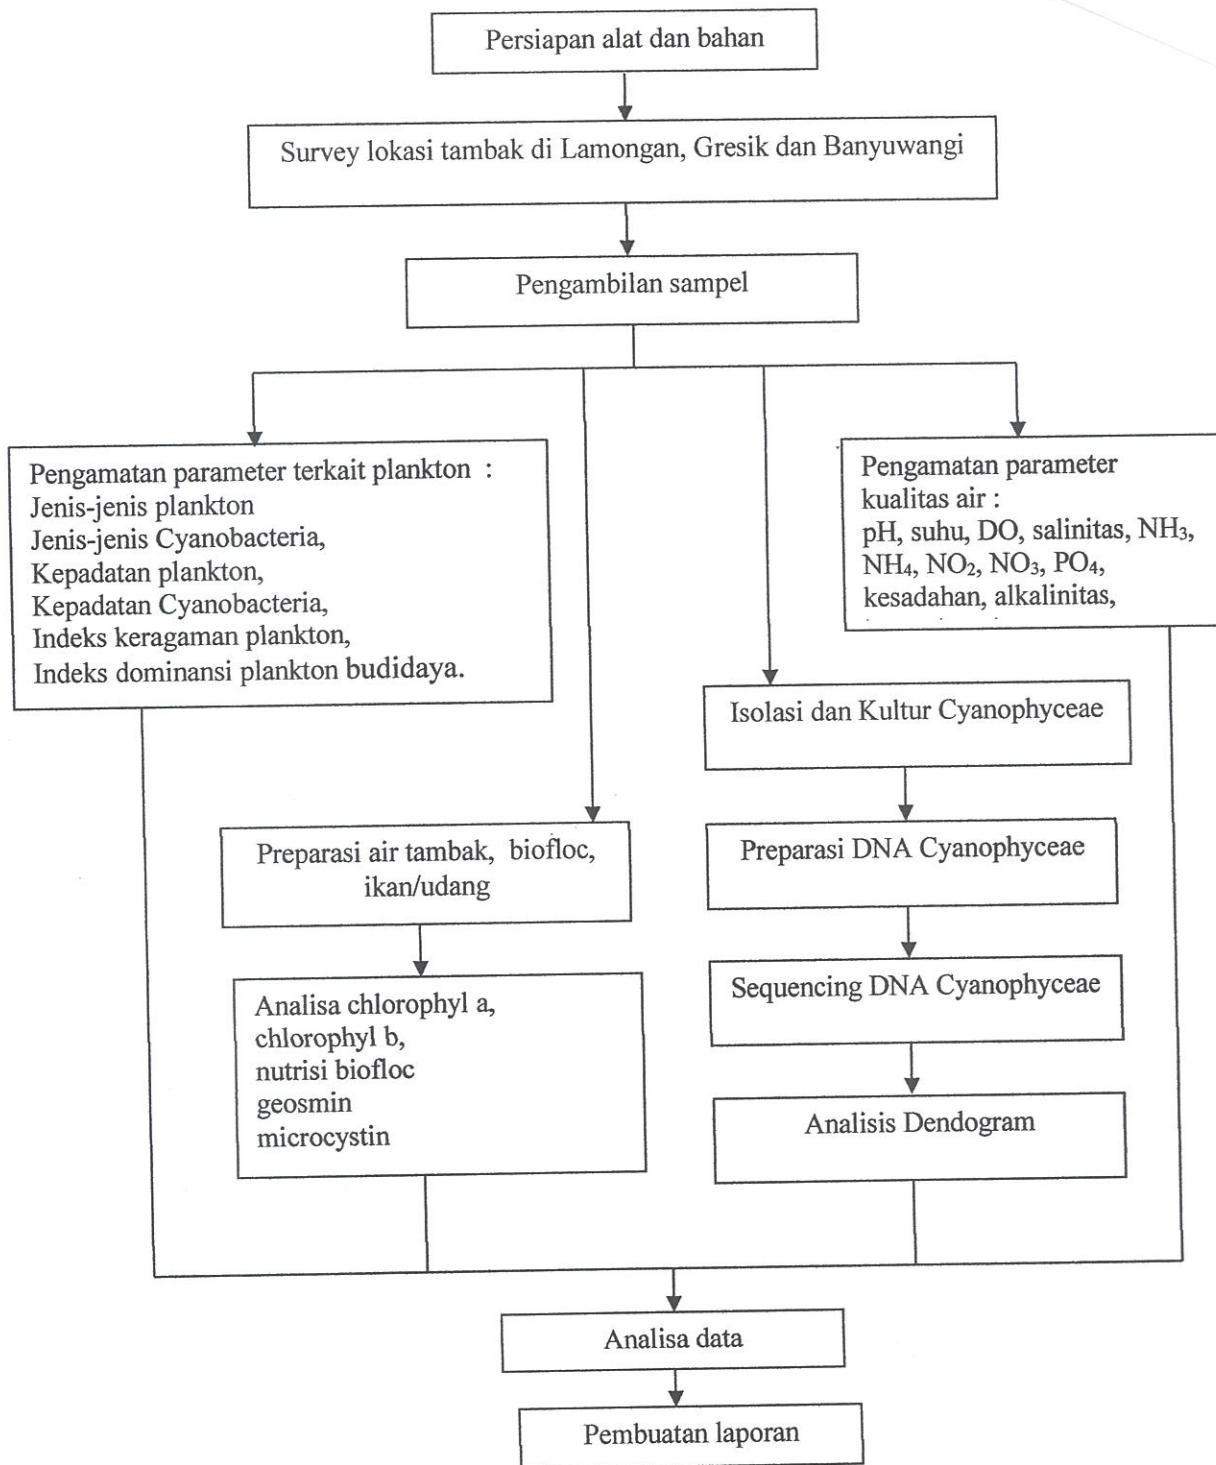 Persiapan alat dan bahan
Survey lokasi tambak di Lamongan, Gresik dan Banyuwangi
Pengambilan sampel
Pengamatan parameter terkait plankton :
Jenis-jenis plankton
Jenis-jenis Cyanobacteria,
Kepadatan plankton,
Kepadatan Cyanobacteria,
Indeks keragaman plankton,
Indeks dominansi plankton budidaya.
Pengamatan parameter
kualitas air :
pH, suhu, DO, salinitas, NH₃,
NH₄, NO₂, NO₃, PO₄,
kesadahan, alkalinitas,
Preparasi air tambak, biofloc,
ikan/udang
Analisa chlorophyl a,
chlorophyl b,
nutrisi biofloc
geosmin
microcystin
Isolasi dan Kultur Cyanophyceae
Preparasi DNA Cyanophyceae
Sequencing DNA Cyanophyceae
Analisis Dendogram
Analisa data
Pembuatan laporan